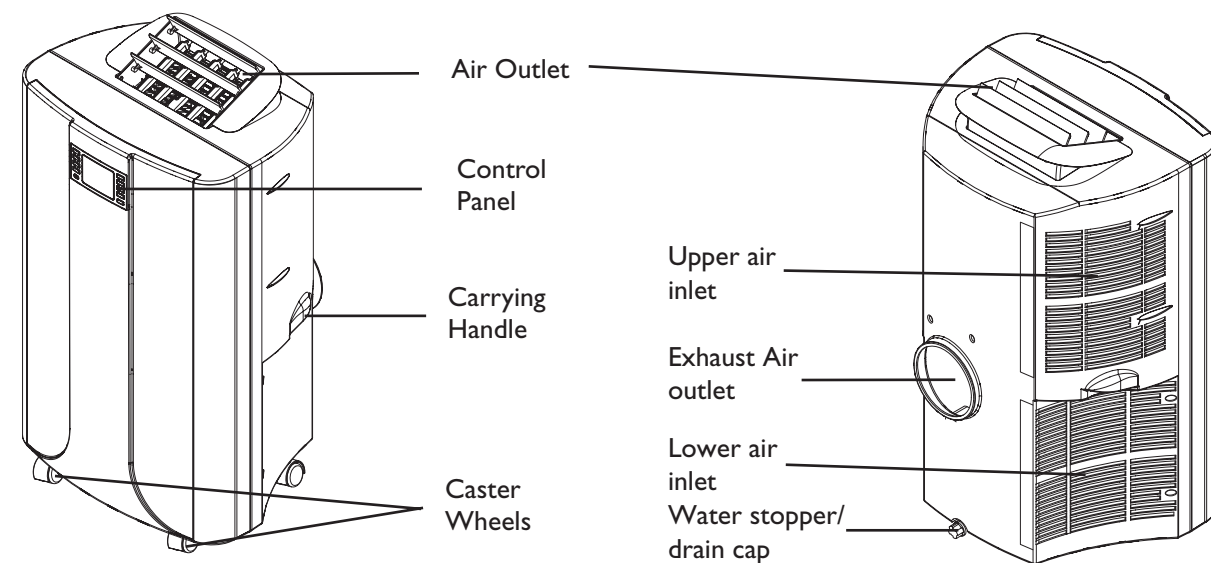 Air Outlet
Control
Panel
Carrying
Handle
Caster
Wheels
Upper air
inlet
Exhaust Air
outlet
Lower air
inlet
Water stopper/
drain cap